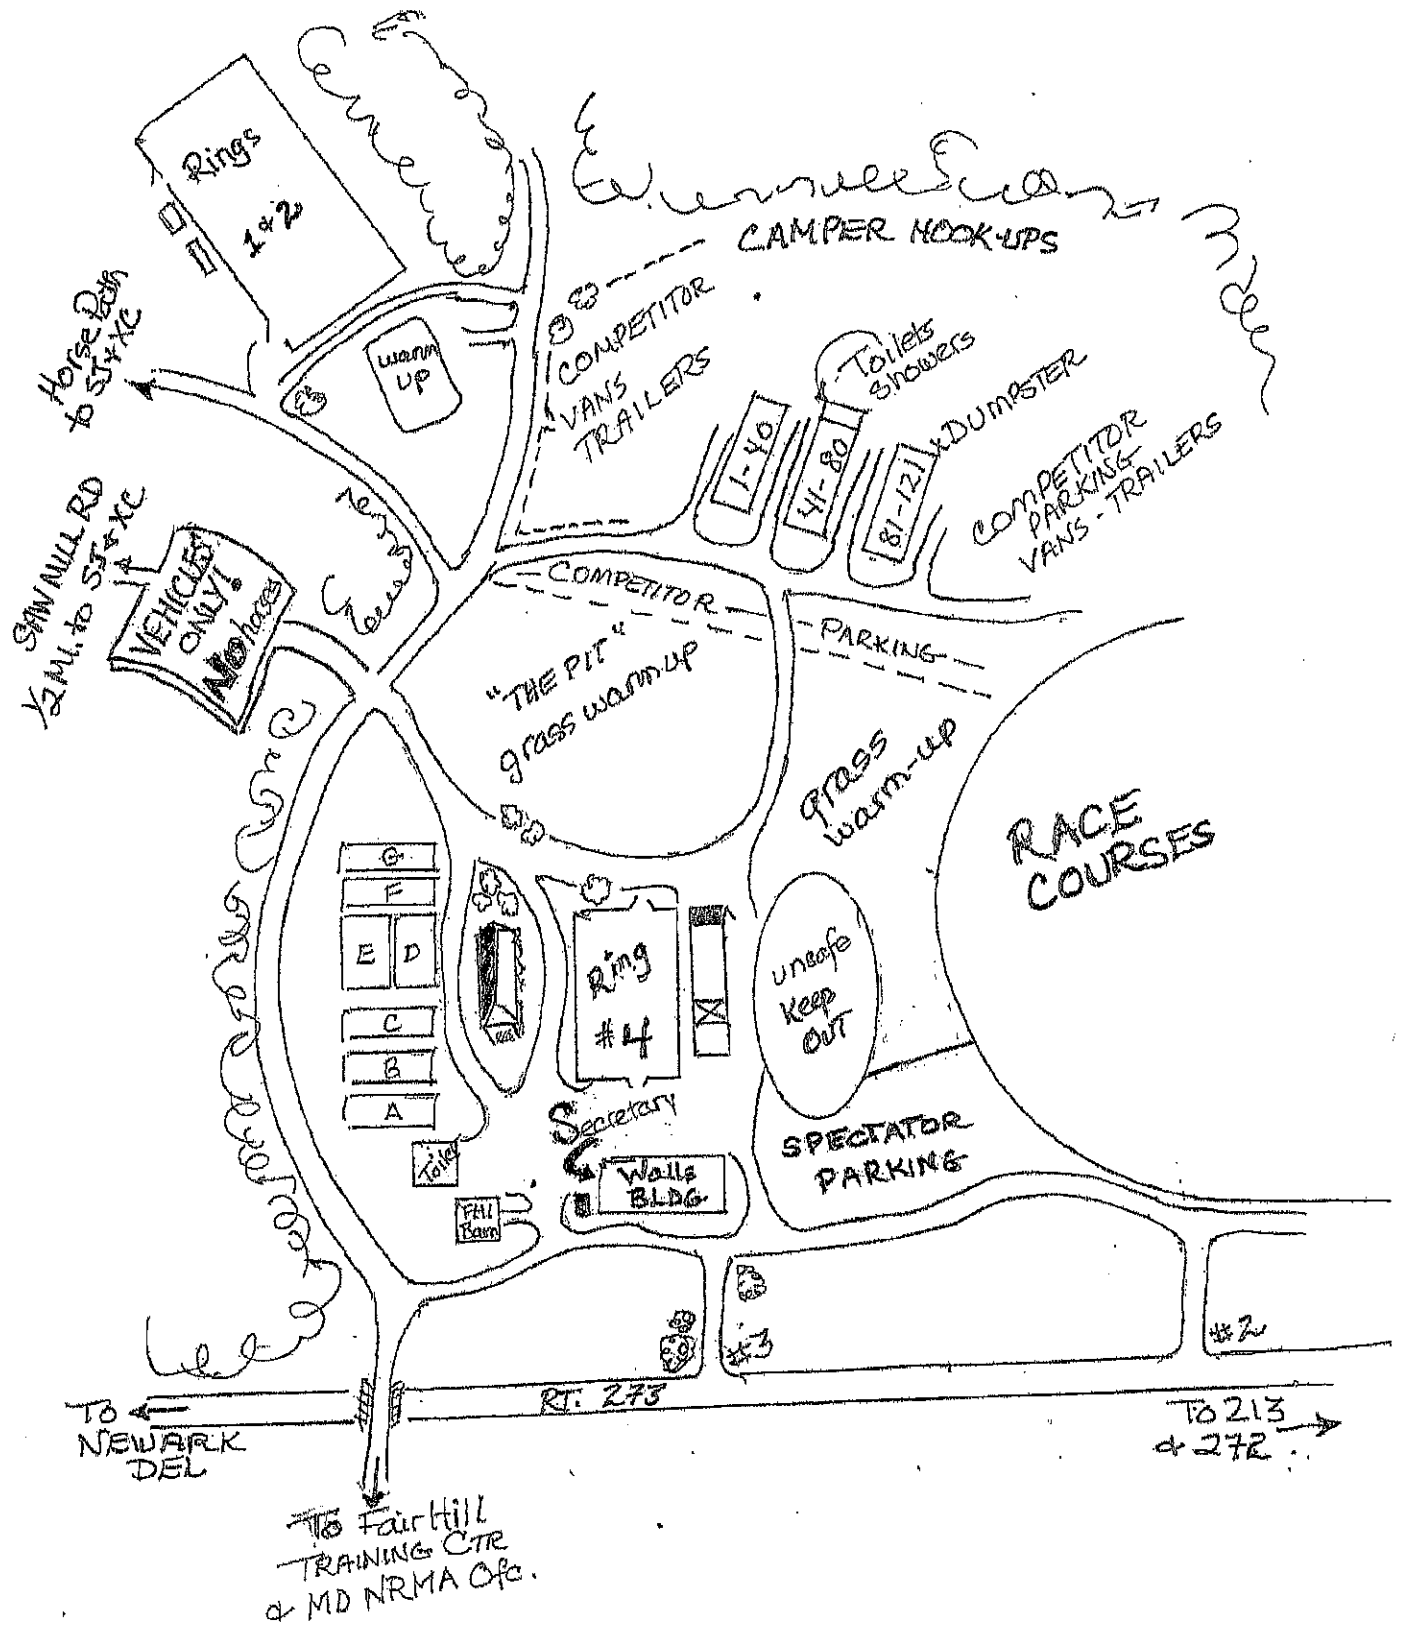 Rings
1 & 2
CAMPER HOOK-UPS
Horse Path
to SJ & XC
warm
up
COMPETITOR
VANS
TRAILERS
Toilets
Showers
1-40
41-80
81-121
x DUMPSTER
COMPETITOR
PARKING
VANS - TRAILERS
SAWMILL RD
1/2 MI. to SJ & XC
VEHICLES
ONLY!
NO horses
COMPETITOR
PARKING
"THE PIT"
grass warm-up
grass
warm-up
RACE
COURSES
G
F
E
D
C
B
A
Ring
#4
unsafe
Keep
OUT
Secretary
Toilet
Walls
BLDG.
FHI
Barn
SPECTATOR
PARKING
#3
#2
RT. 273
TO
NEWARK
DEL
TO 213
& 272
To Fair Hill
TRAINING CTR
& MD NRMA Ofc.